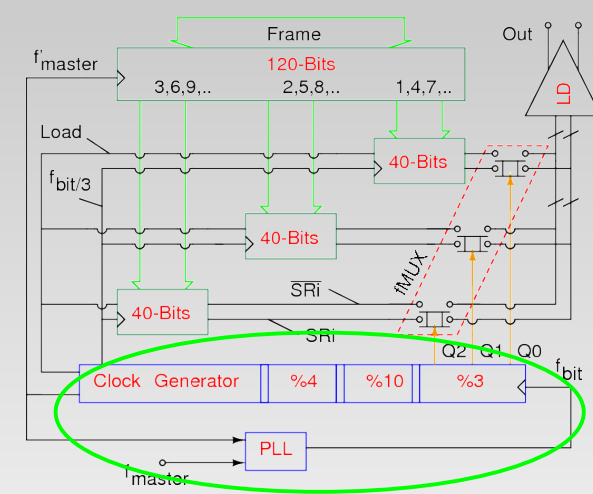 Frame
Out
f'master
120-Bits
3,6,9,.. 2,5,8,.. 1,4,7,..
LD
Load
40-Bits
fbit/3
40-Bits
fMUX
SRi
40-Bits
SRi
Q2 Q1 Q0
fbit
Clock Generator %4 %10 %3
PLL
fmaster